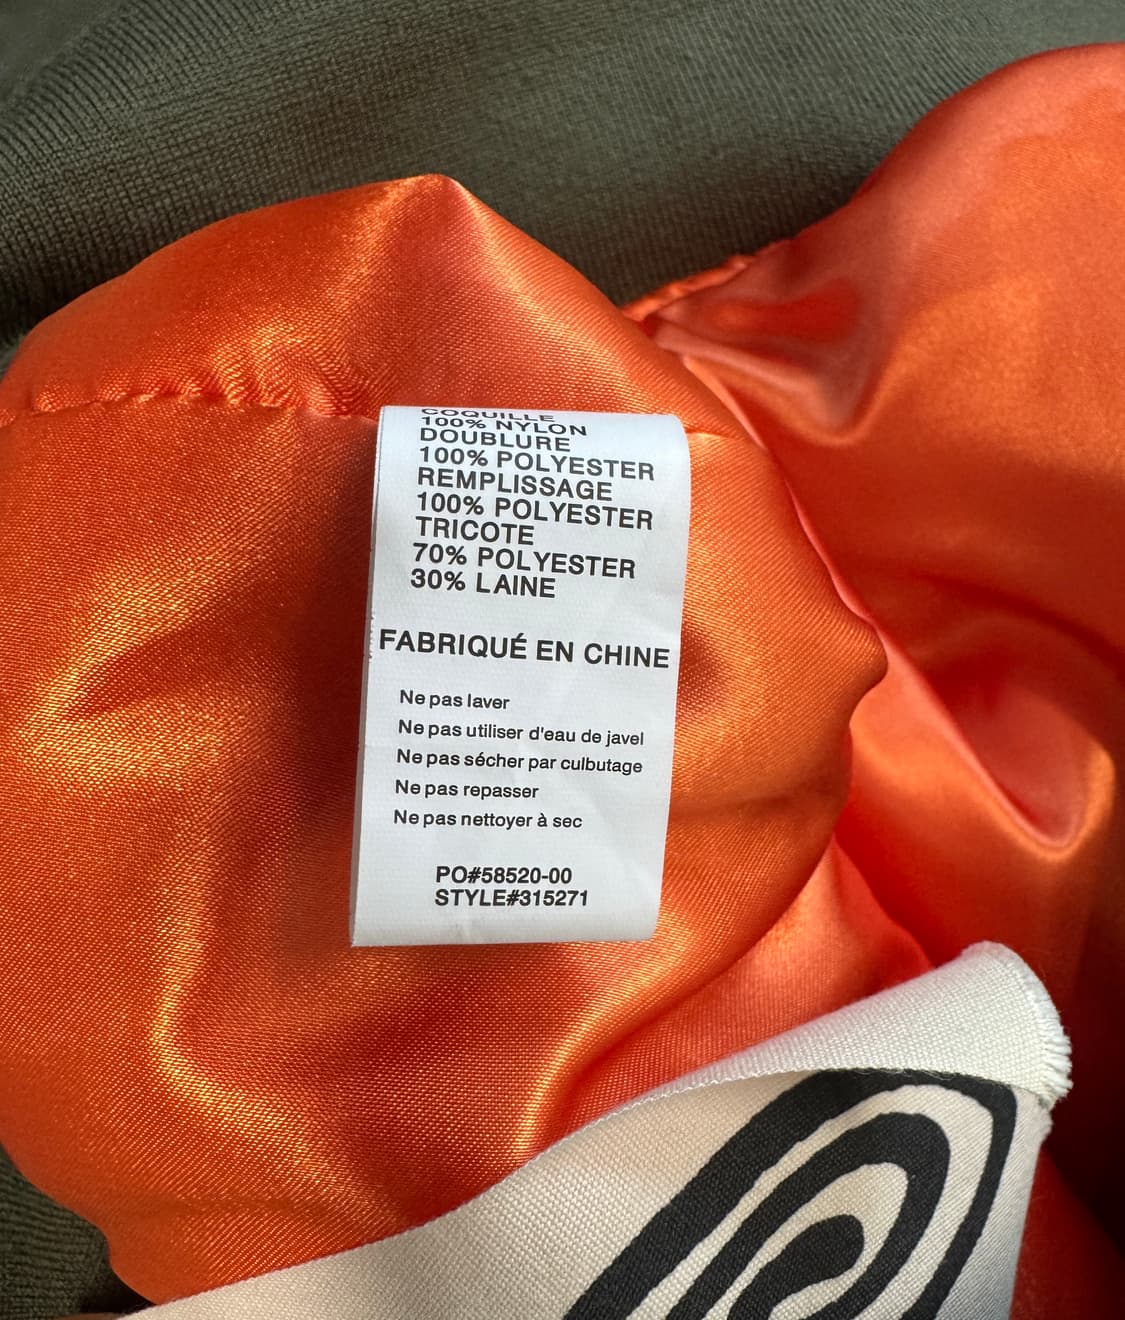 COQUILLE
100% NYLON
DOUBLURE
100% POLYESTER
REMPLISSAGE
100% POLYESTER
TRICOTE
70% POLYESTER
30% LAINE
FABRIQUÉ EN CHINE
Ne pas laver
Ne pas utiliser d'eau de javel
Ne pas sécher par culbutage
Ne pas repasser
Ne pas nettoyer à sec
PO#58520-00
STYLE#315271